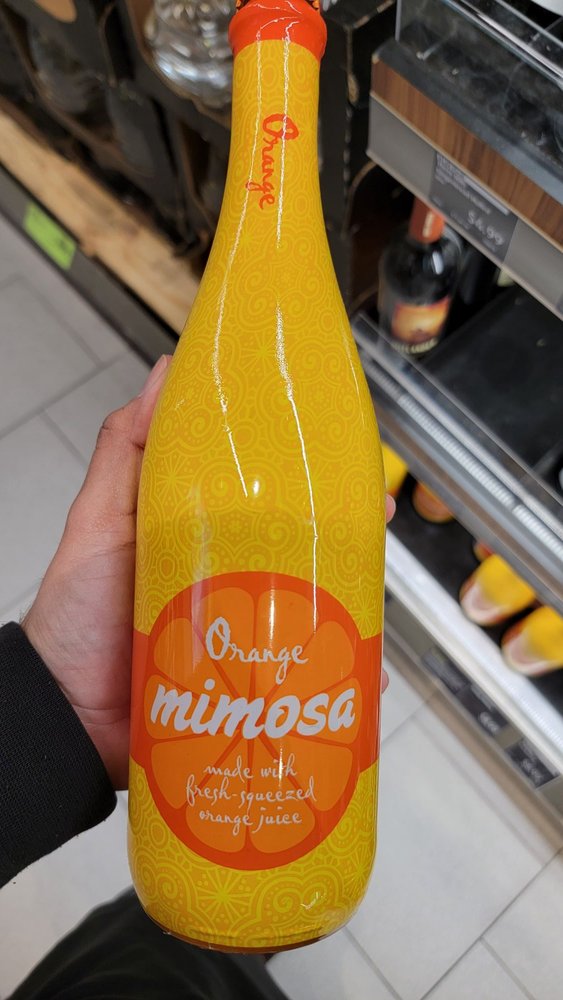 Orange
Orange
mimosa
made with
fresh-squeezed
orange juice
$4.99